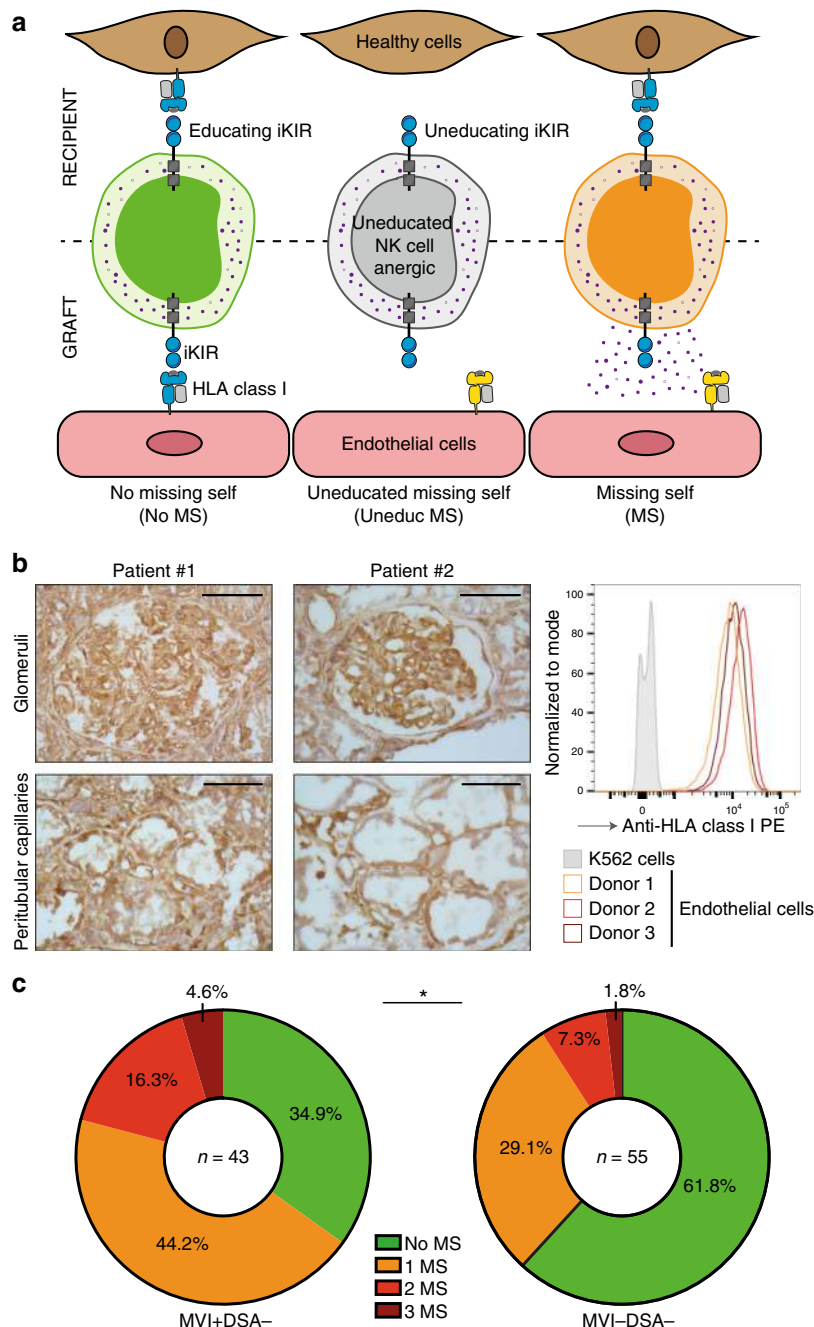 a
Healthy cells
RECIPIENT
Educating iKIR
Uneducating iKIR
Uneducated
NK cell
anergic
GRAFT
iKIR
HLA class I
Endothelial cells
No missing self
(No MS)
Uneducated missing self
(Uneduc MS)
Missing self
(MS)
b
Patient #1
Patient #2
Glomeruli
Peritubular capillaries
Normalized to mode
100
80
60
40
20
0
0
10⁴
10⁵
Anti-HLA class I PE
K562 cells
Donor 1
Donor 2
Donor 3
Endothelial cells
c
4.6%
16.3%
34.9%
n = 43
44.2%
MVI+DSA–
*
1.8%
7.3%
29.1%
n = 55
61.8%
MVI–DSA–
No MS
1 MS
2 MS
3 MS